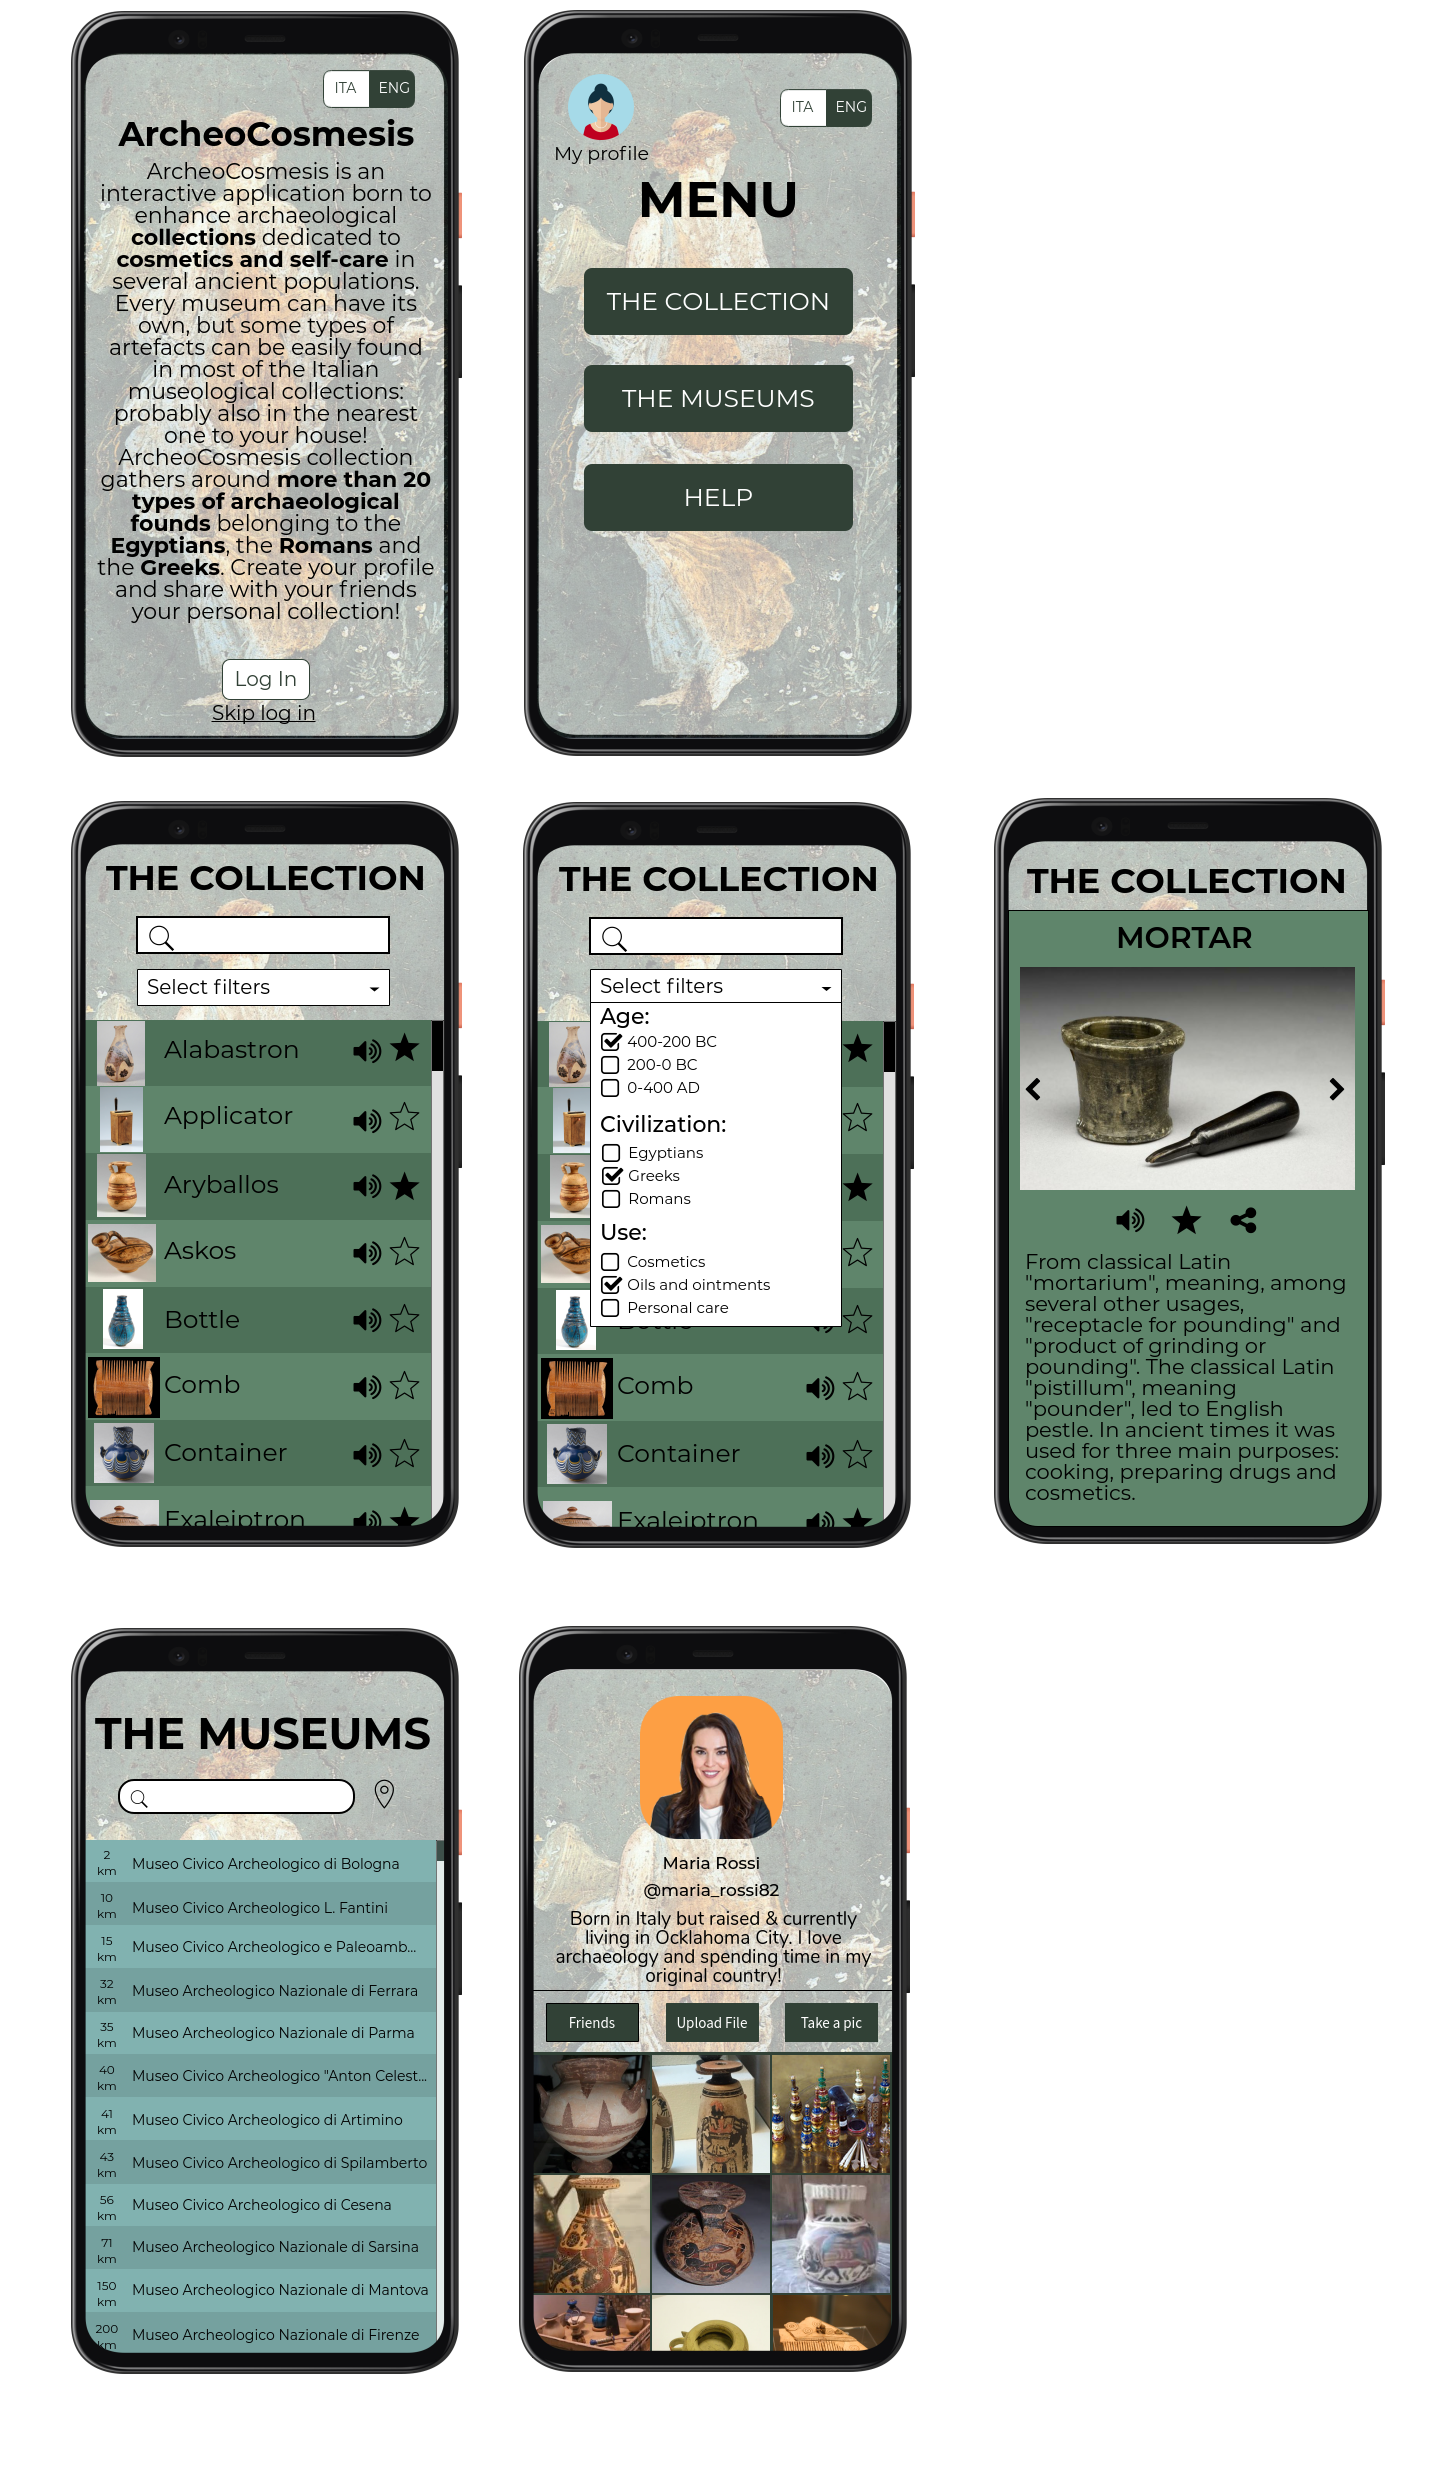 ITA ENG
ArcheoCosmesis
ArcheoCosmesis is an
interactive application born to
enhance archaeological
collections dedicated to
cosmetics and self-care in
several ancient populations.
Every museum can have its
own, but some types of
artefacts can be easily found
in most of the Italian
museological collections:
probably also in the nearest
one to your house!
ArcheoCosmesis collection
gathers around more than 20
types of archaeological
founds belonging to the
Egyptians, the Romans and
the Greeks. Create your profile
and share with your friends
your personal collection!
Log In
Skip log in
ITA ENG
My profile
MENU
THE COLLECTION
THE MUSEUMS
HELP
THE COLLECTION
Select filters
Alabastron
Applicator
Aryballos
Askos
Bottle
Comb
Container
Exaleiptron
THE COLLECTION
Select filters
Age:
400-200 BC
200-0 BC
0-400 AD
Civilization:
Egyptians
Greeks
Romans
Use:
Cosmetics
Oils and ointments
Personal care
Bottle
Comb
Container
Exaleiptron
THE COLLECTION
MORTAR
From classical Latin
"mortarium", meaning, among
several other usages,
"receptacle for pounding" and
"product of grinding or
pounding". The classical Latin
"pistillum", meaning
"pounder", led to English
pestle. In ancient times it was
used for three main purposes:
cooking, preparing drugs and
cosmetics.
THE MUSEUMS
2 km Museo Civico Archeologico di Bologna
10 km Museo Civico Archeologico L. Fantini
15 km Museo Civico Archeologico e Paleoamb...
32 km Museo Archeologico Nazionale di Ferrara
35 km Museo Archeologico Nazionale di Parma
40 km Museo Civico Archeologico "Anton Celest...
41 km Museo Civico Archeologico di Artimino
43 km Museo Civico Archeologico di Spilamberto
56 km Museo Civico Archeologico di Cesena
71 km Museo Archeologico Nazionale di Sarsina
150 km Museo Archeologico Nazionale di Mantova
200 km Museo Archeologico Nazionale di Firenze
Maria Rossi
@maria_rossi82
Born in Italy but raised & currently
living in Ocklahoma City. I love
archaeology and spending time in my
original country!
Friends Upload File Take a pic